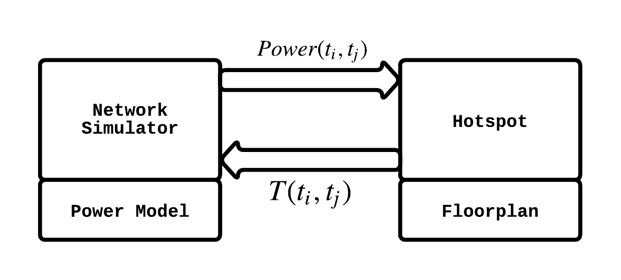 Power(t_i, t_j)
Network
Simulator
Hotspot
T(t_i, t_j)
Power Model
Floorplan